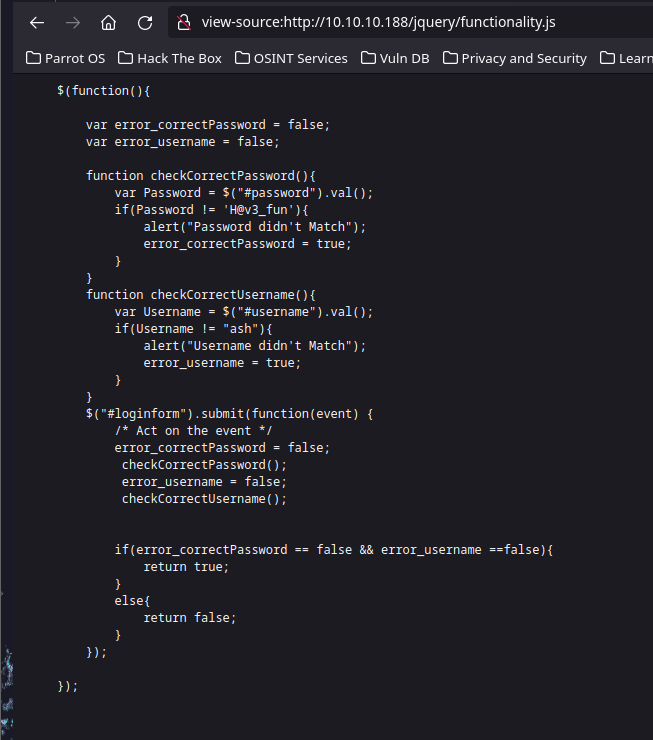 view-source:http://10.10.10.188/jquery/functionality.js
Parrot OS Hack The Box OSINT Services Vuln DB Privacy and Security Learn
$(function(){
var error_correctPassword = false;
var error_username = false;
function checkCorrectPassword(){
var Password = $("#password").val();
if(Password != 'H@v3_fun'){
alert("Password didn't Match");
error_correctPassword = true;
}
}
function checkCorrectUsername(){
var Username = $("#username").val();
if(Username != "ash"){
alert("Username didn't Match");
error_username = true;
}
}
$("#loginform").submit(function(event) {
/* Act on the event */
error_correctPassword = false;
checkCorrectPassword();
error_username = false;
checkCorrectUsername();
if(error_correctPassword == false && error_username ==false){
return true;
}
else{
return false;
}
});
});